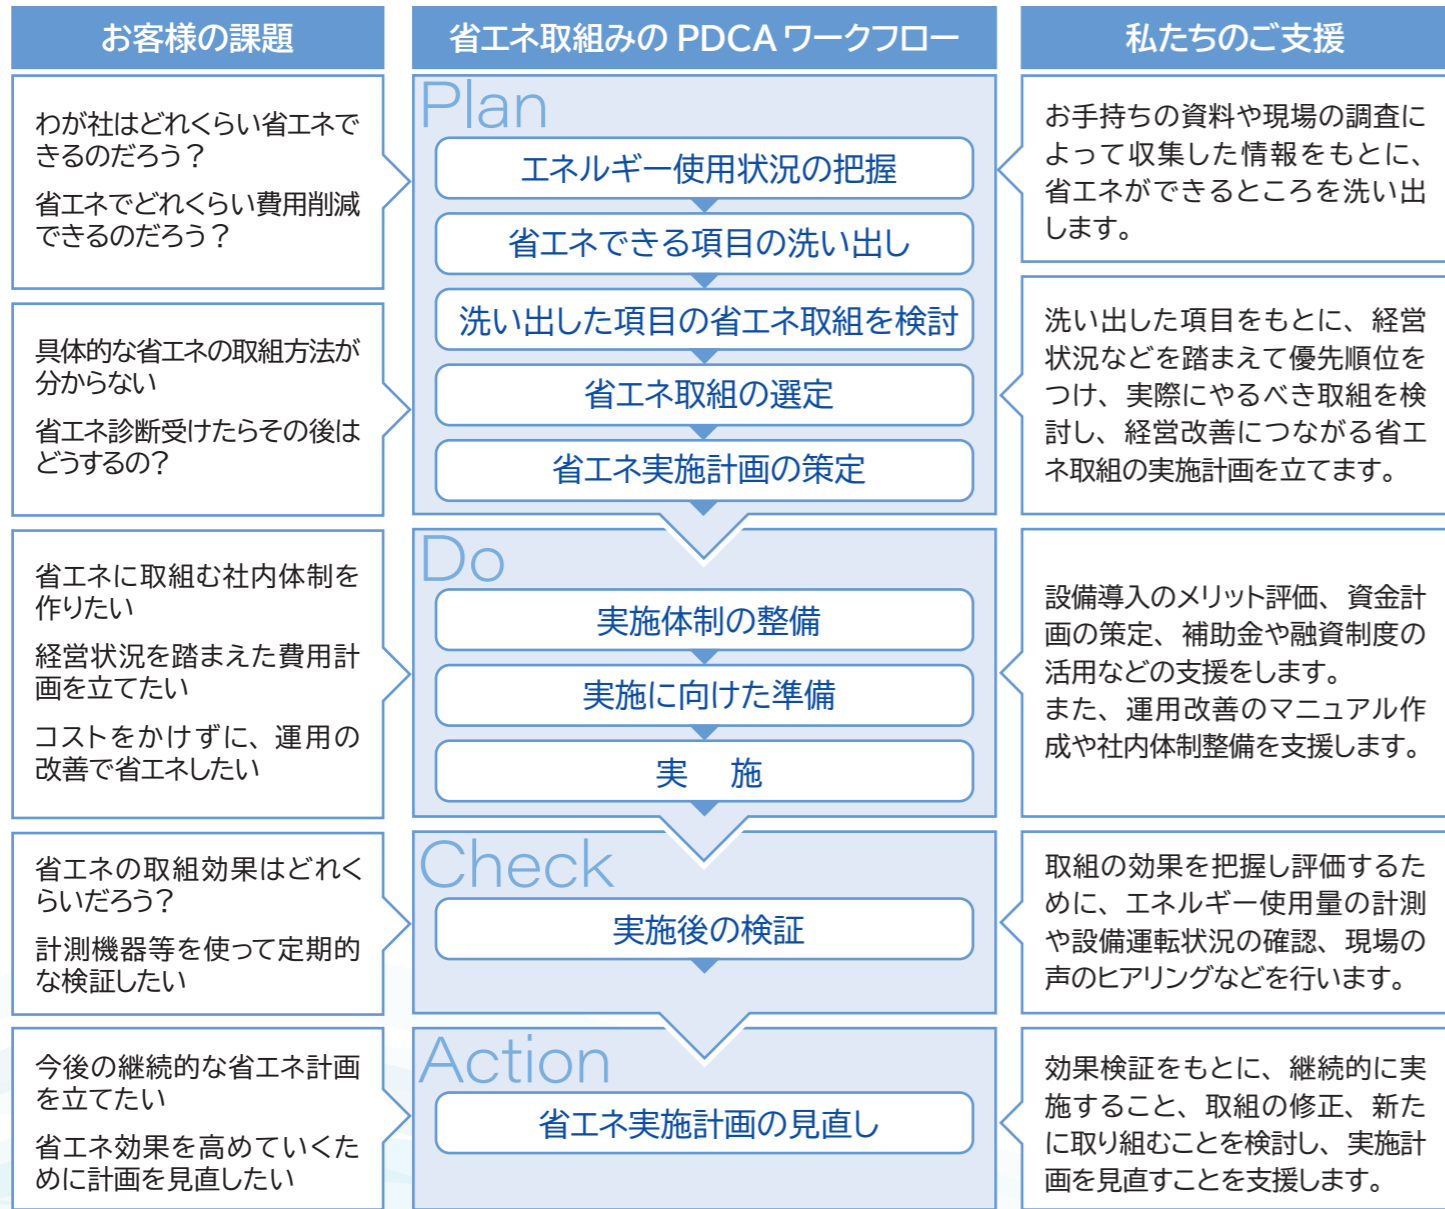 お客様の課題
省エネ取組みの PDCA ワークフロー
私たちのご支援
わが社はどれくらい省エネで
きるのだろう？
省エネでどれくらい費用削減
できるのだろう？
具体的な省エネの取組方法が
分からない
省エネ診断受けたらその後は
どうするの？
Plan
エネルギー使用状況の把握
省エネできる項目の洗い出し
洗い出した項目の省エネ取組を検討
省エネ取組の選定
省エネ実施計画の策定
お手持ちの資料や現場の調査に
よって収集した情報をもとに、
省エネができるところを洗い出
します。
洗い出した項目をもとに、経営
状況などを踏まえて優先順位を
つけ、実際にやるべき取組を検
討し、経営改善につながる省エ
ネ取組の実施計画を立てます。
省エネに取組む社内体制を
作りたい
経営状況を踏まえた費用計
画を立てたい
コストをかけずに、運用の
改善で省エネしたい
Do
実施体制の整備
実施に向けた準備
実　施
設備導入のメリット評価、資金計
画の策定、補助金や融資制度の
活用などの支援をします。
また、運用改善のマニュアル作
成や社内体制整備を支援します。
省エネの取組効果はどれく
らいだろう？
計測機器等を使って定期的
な検証したい
Check
実施後の検証
取組の効果を把握し評価するた
めに、エネルギー使用量の計測
や設備運転状況の確認、現場の
声のヒアリングなどを行います。
今後の継続的な省エネ計画
を立てたい
省エネ効果を高めていくた
めに計画を見直したい
Action
省エネ実施計画の見直し
効果検証をもとに、継続的に実
施すること、取組の修正、新た
に取り組むことを検討し、実施計
画を見直すことを支援します。